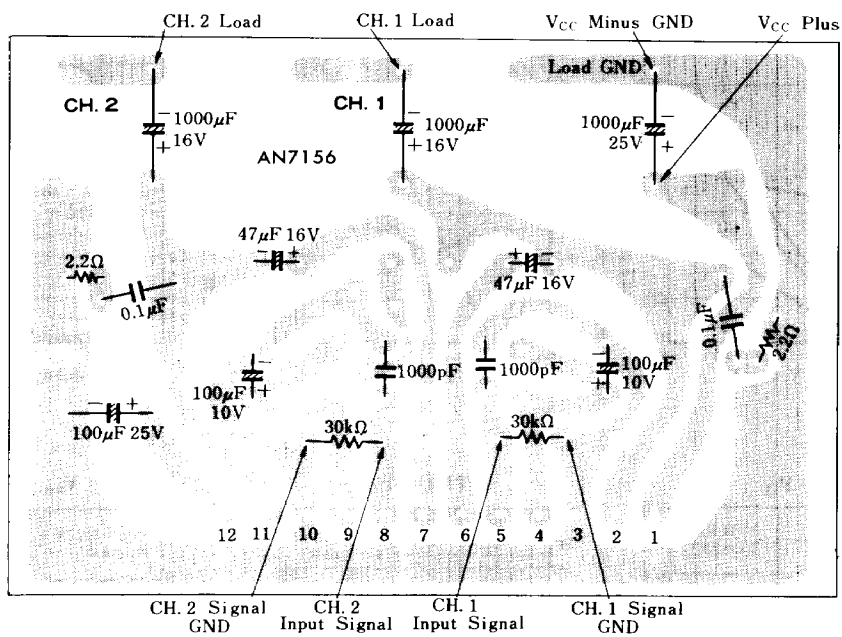 CH. 2 Load
CH. 1 Load
VCC Minus GND
VCC Plus
Load GND
CH. 2
− 1000μF
+ 16V
CH. 1
− 1000μF
+ 16V
1000μF −
25V +
AN7156
47μF 16V
− +
+ −
47μF 16V
2.2Ω
0.1μF
0.1μF
2.2Ω
−
100μF +
10V
1000pF
1000pF
−
100μF
+ 10V
− +
100μF 25V
30kΩ
30kΩ
12 11 10 9 8 7 6 5 4 3 2 1
CH. 2 Signal
GND
CH. 2
Input Signal
CH. 1
Input Signal
CH. 1 Signal
GND